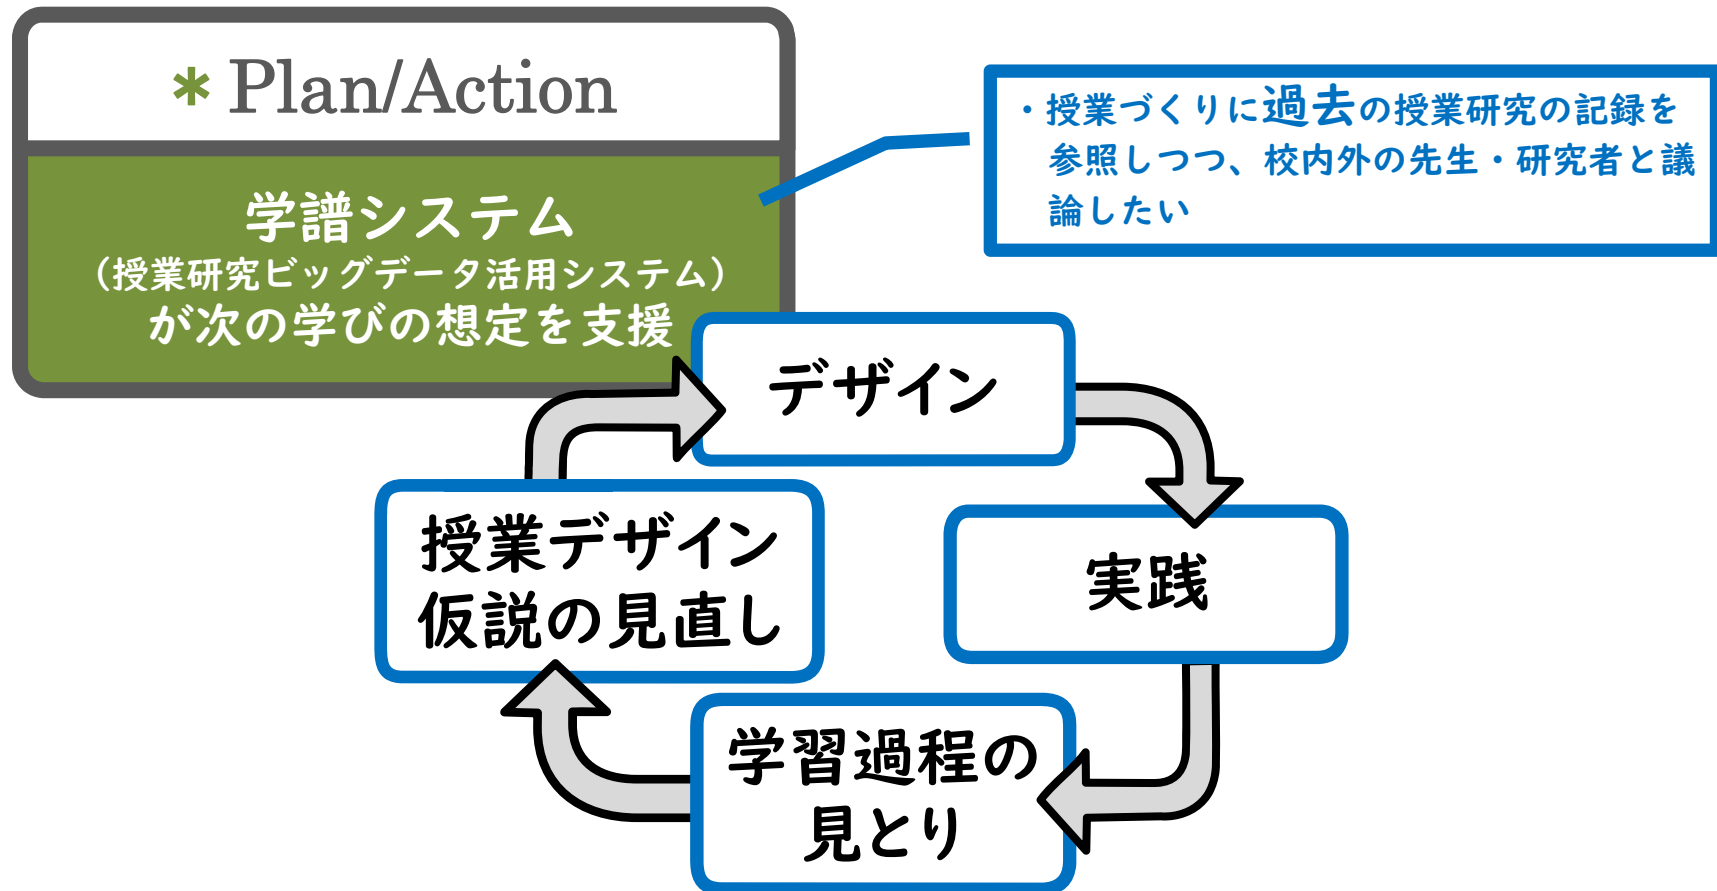 * Plan/Action
学譜システム
（授業研究ビッグデータ活用システム）
が次の学びの想定を支援
・授業づくりに過去の授業研究の記録を
参照しつつ、校内外の先生・研究者と議
論したい
デザイン
実践
学習過程の
見とり
授業デザイン
仮説の見直し